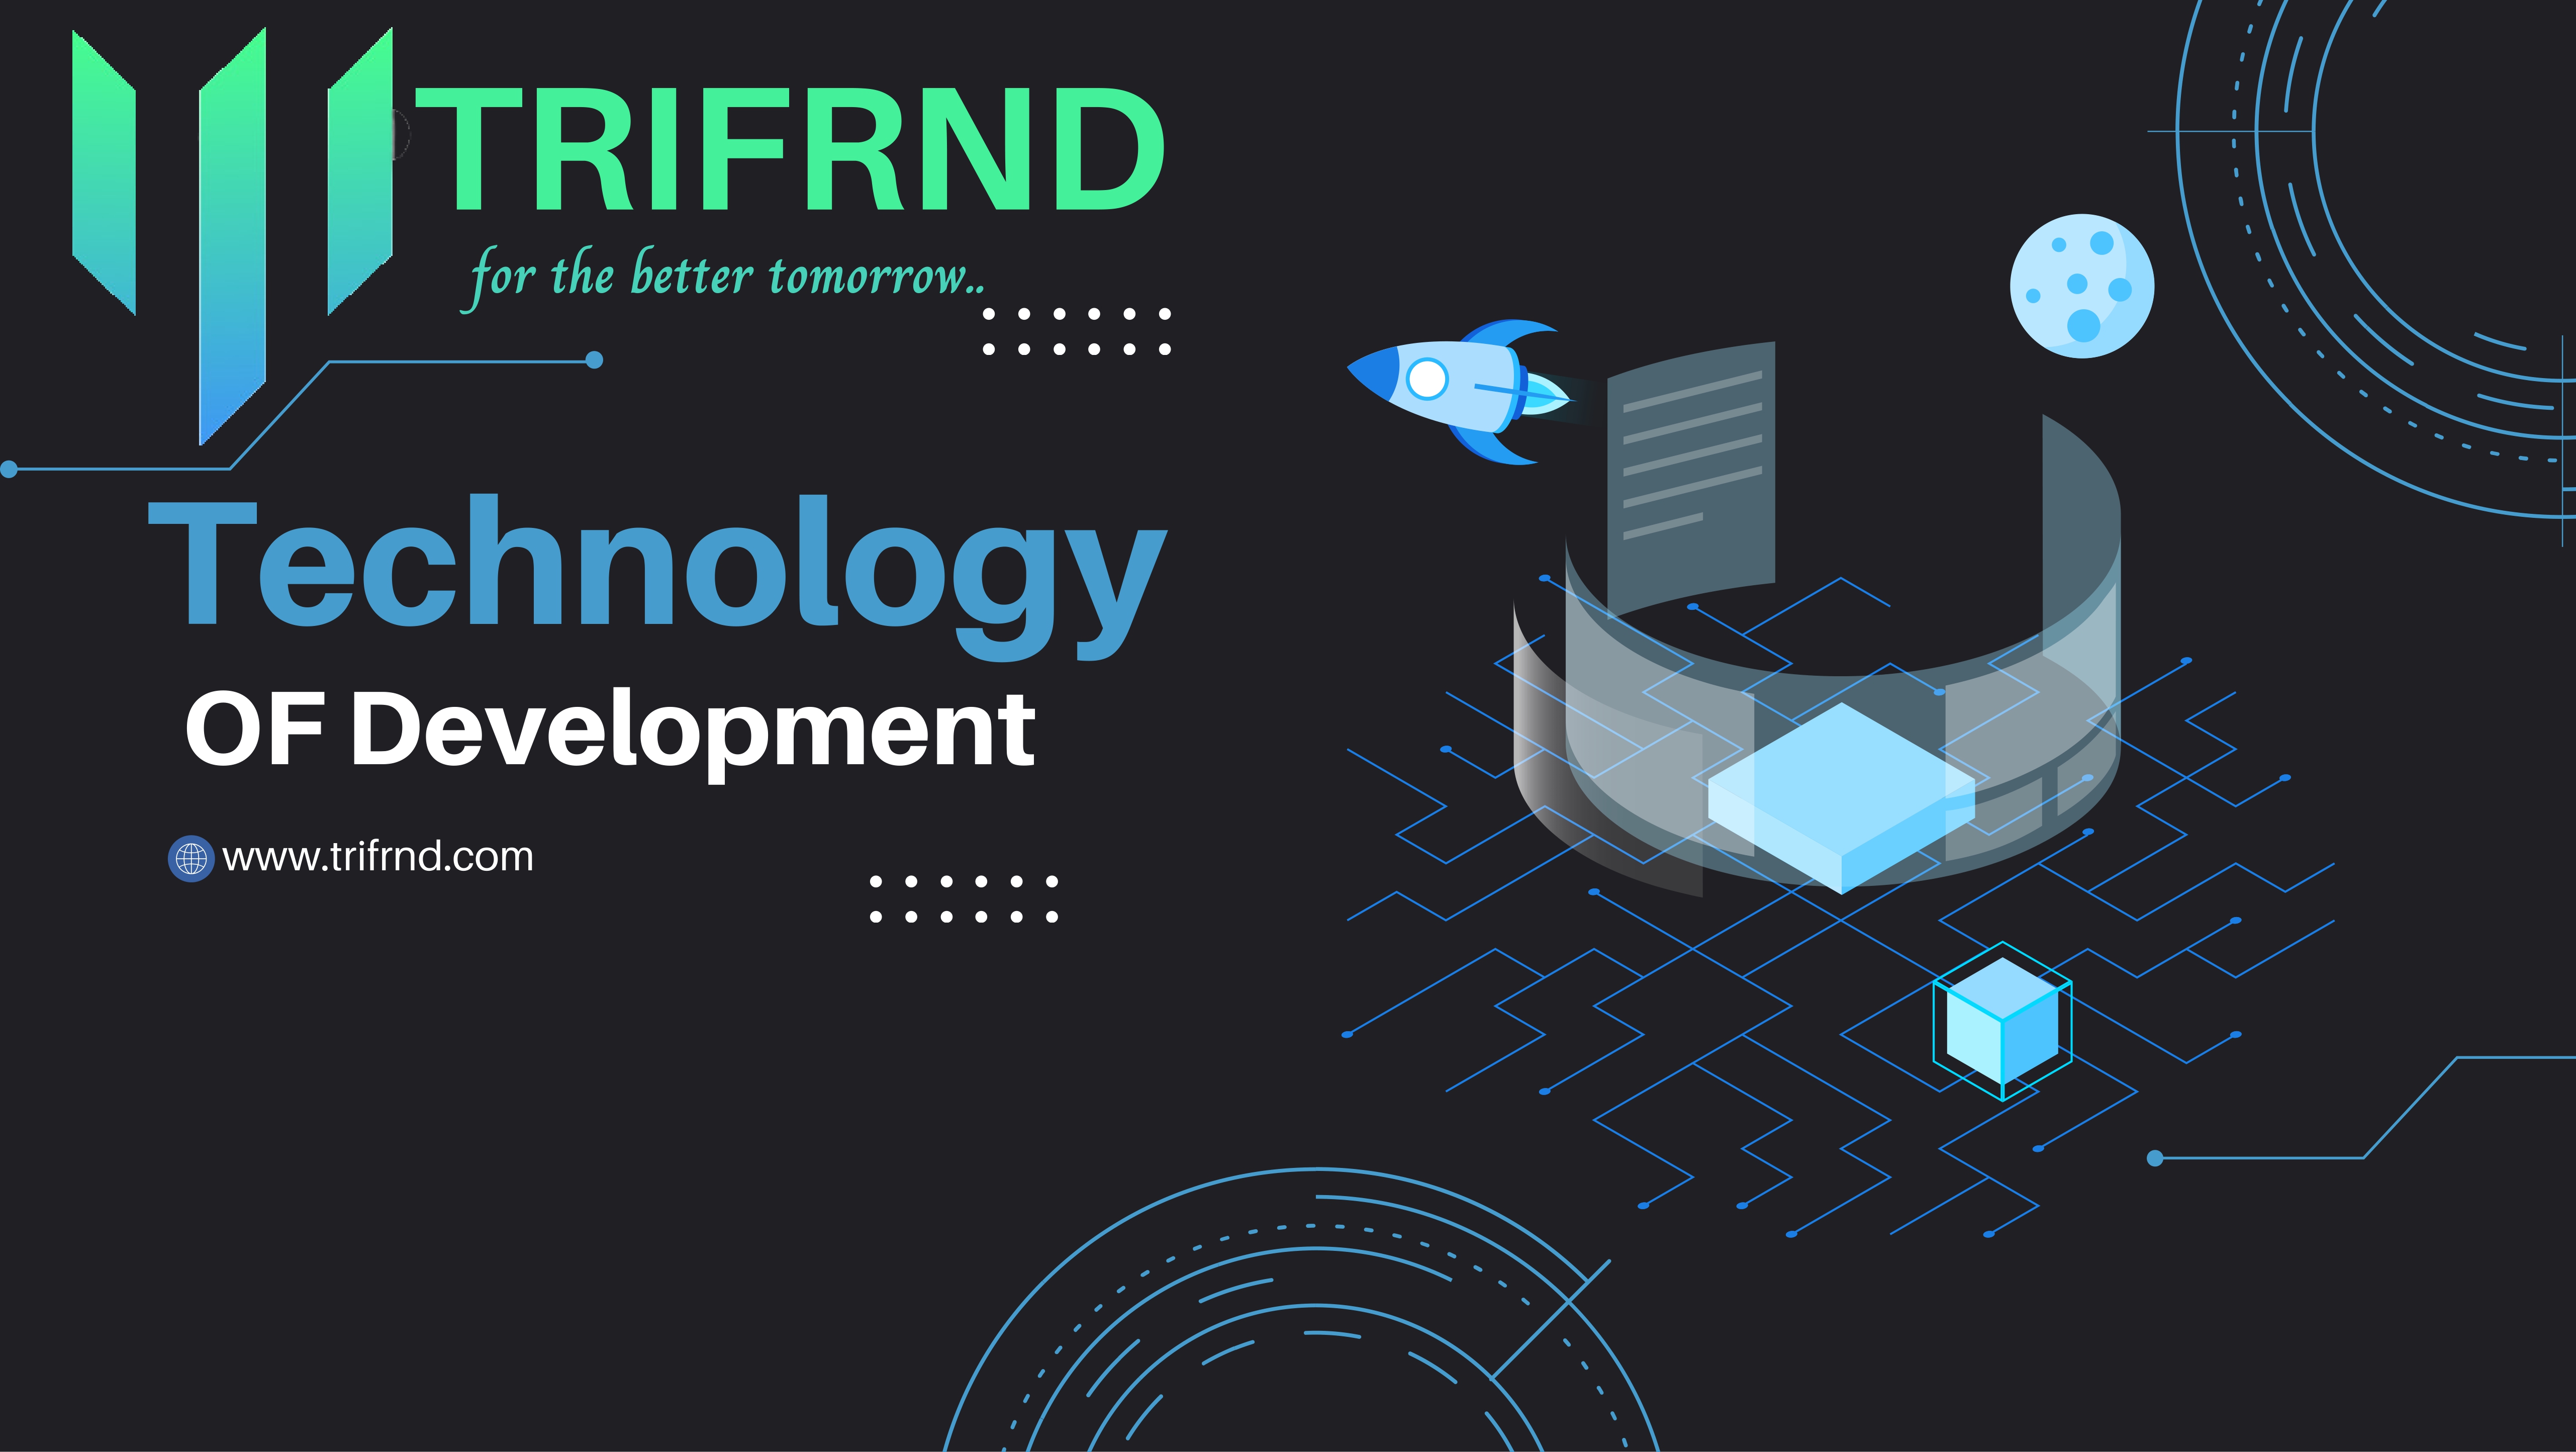 TRIFRND
for the better tomorrow..
Technology
OF Development
www.trifrnd.com